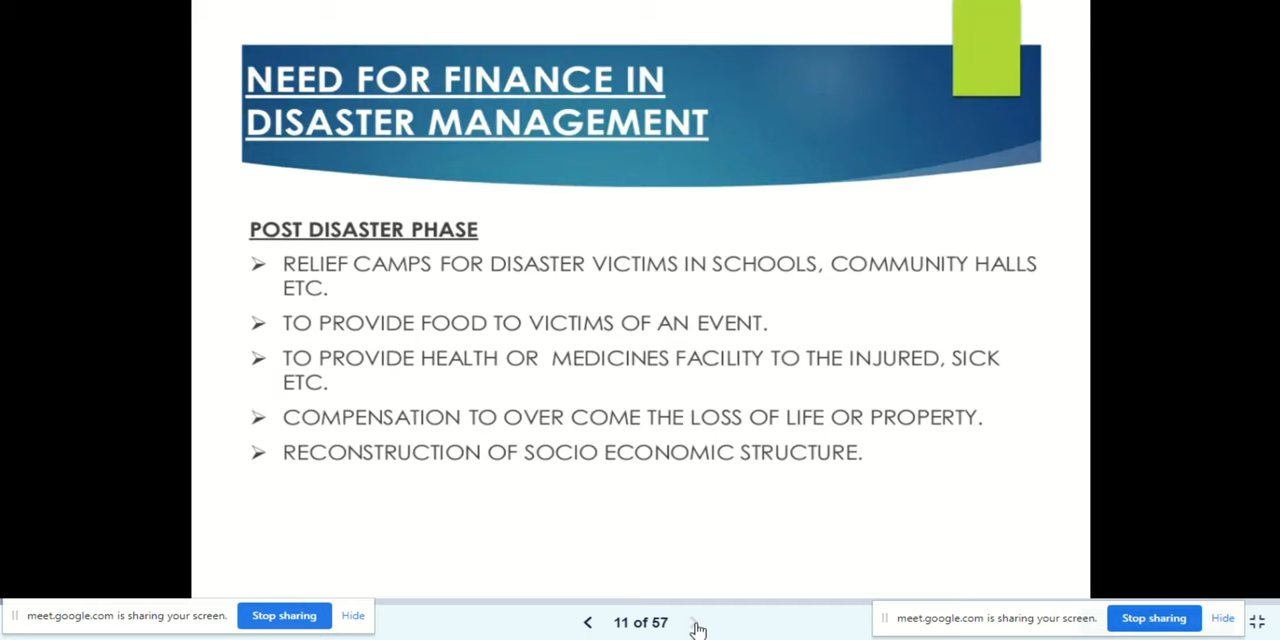 NEED FOR FINANCE IN
DISASTER MANAGEMENT
POST DISASTER PHASE
RELIEF CAMPS FOR DISASTER VICTIMS IN SCHOOLS, COMMUNITY HALLS
ETC.
TO PROVIDE FOOD TO VICTIMS OF AN EVENT.
TO PROVIDE HEALTH OR MEDICINES FACILITY TO THE INJURED, SICK
ETC.
COMPENSATION TO OVER COME THE LOSS OF LIFE OR PROPERTY.
RECONSTRUCTION OF SOCIO ECONOMIC STRUCTURE.
meet.google.com is sharing your screen. Stop sharing Hide
11 of 57
meet.google.com is sharing your screen. Stop sharing Hide